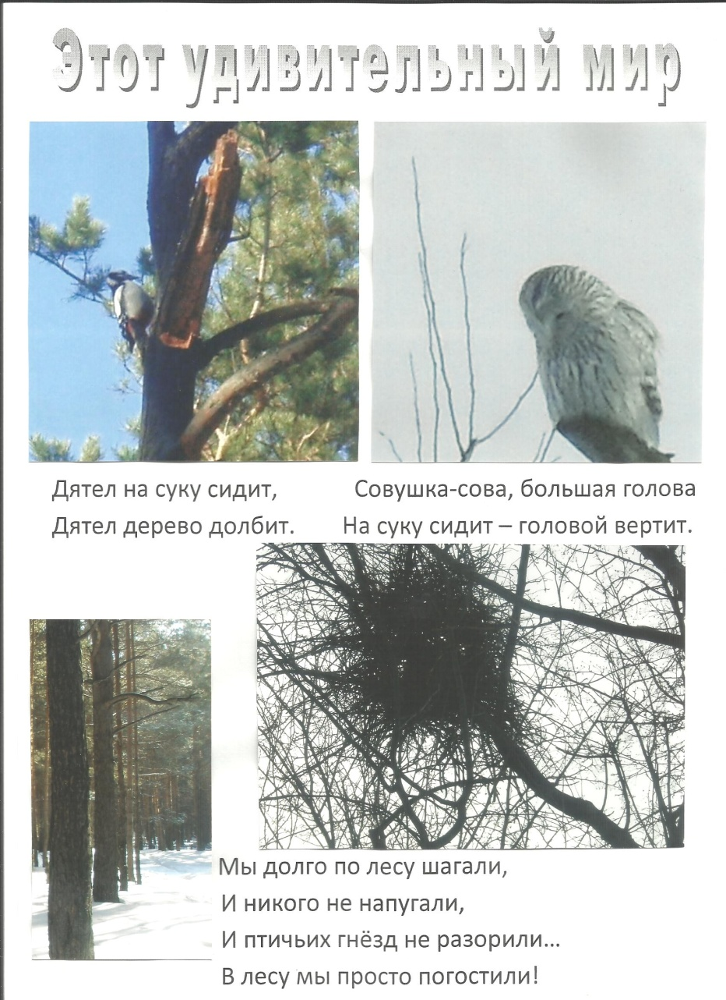 Этот удивительный мир
Дятел на суку сидит,
Дятел дерево долбит.
Совушка-сова, большая голова
На суку сидит – головой вертит.
Мы долго по лесу шагали,
И никого не напугали,
И птичьих гнёзд не разорили...
В лесу мы просто погостили!